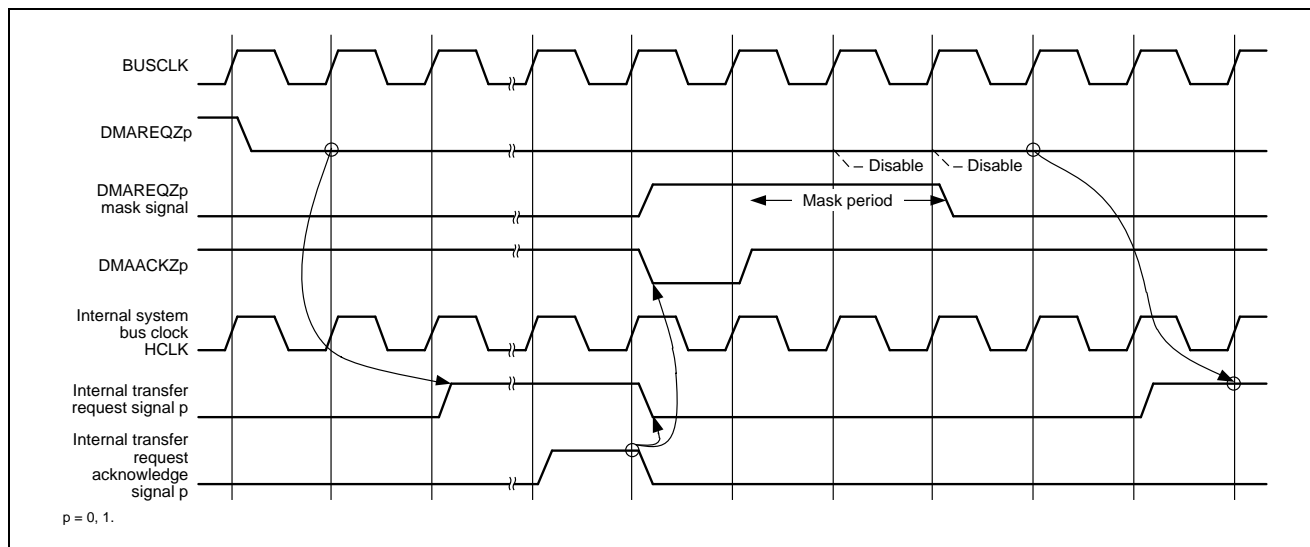 BUSCLK
DMAREQZp
Disable
Disable
DMAREQZp
mask signal
Mask period
DMAACKZp
Internal system
bus clock
HCLK
Internal transfer
request signal p
Internal transfer
request
acknowledge
signal p
p = 0, 1.